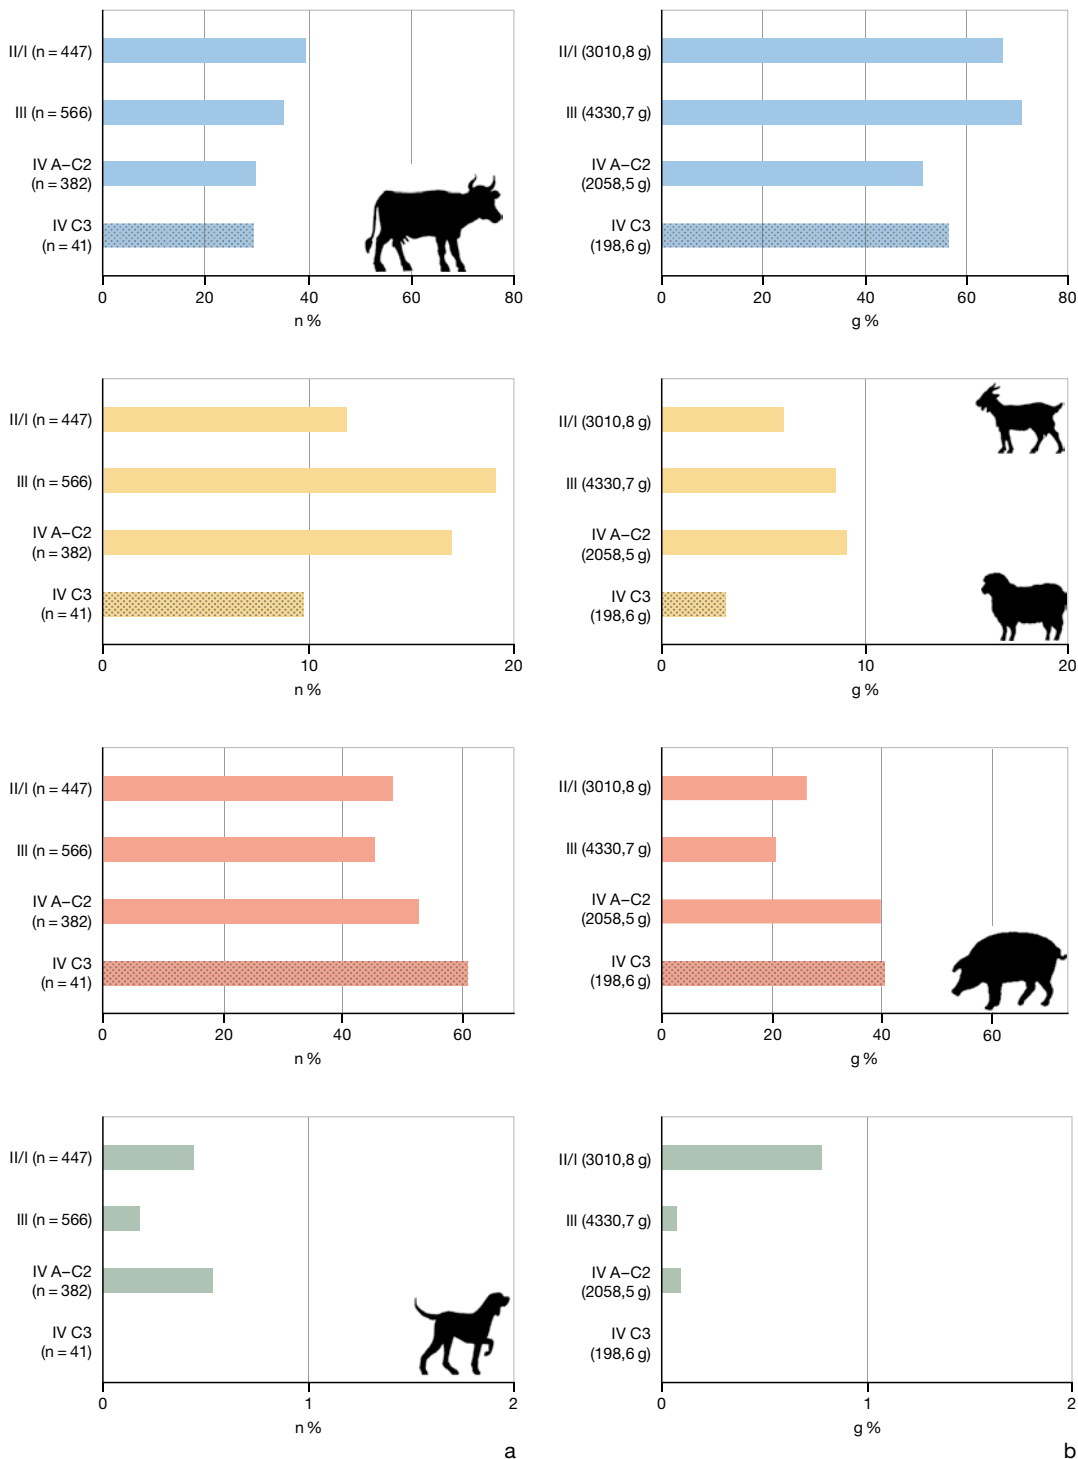 II/I (n = 447)
III (n = 566)
IV A–C2
(n = 382)
IV C3
(n = 41)
0 20 40 60 80
n %
II/I (3010,8 g)
III (4330,7 g)
IV A–C2
(2058,5 g)
IV C3
(198,6 g)
0 20 40 60 80
g %
II/I (n = 447)
III (n = 566)
IV A–C2
(n = 382)
IV C3
(n = 41)
0 10 20
n %
II/I (3010,8 g)
III (4330,7 g)
IV A–C2
(2058,5 g)
IV C3
(198,6 g)
0 10 20
g %
II/I (n = 447)
III (n = 566)
IV A–C2
(n = 382)
IV C3
(n = 41)
0 20 40 60
n %
II/I (3010,8 g)
III (4330,7 g)
IV A–C2
(2058,5 g)
IV C3
(198,6 g)
0 20 40 60
g %
II/I (n = 447)
III (n = 566)
IV A–C2
(n = 382)
IV C3
(n = 41)
0 1 2
n %
a
II/I (3010,8 g)
III (4330,7 g)
IV A–C2
(2058,5 g)
IV C3
(198,6 g)
0 1 2
g %
b